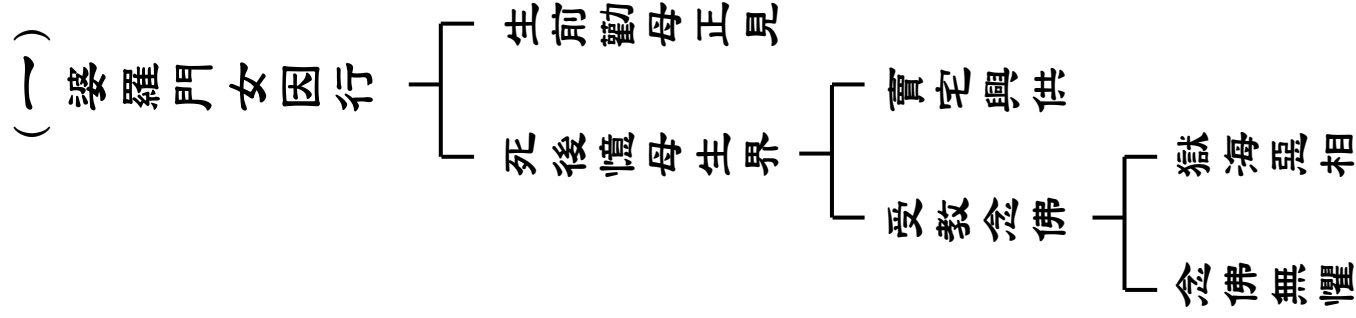 (一)婆羅門女因行
生前勸母正見
死後憶母生界
賣宅興供
受教念佛
獄海惡相
念佛無懼